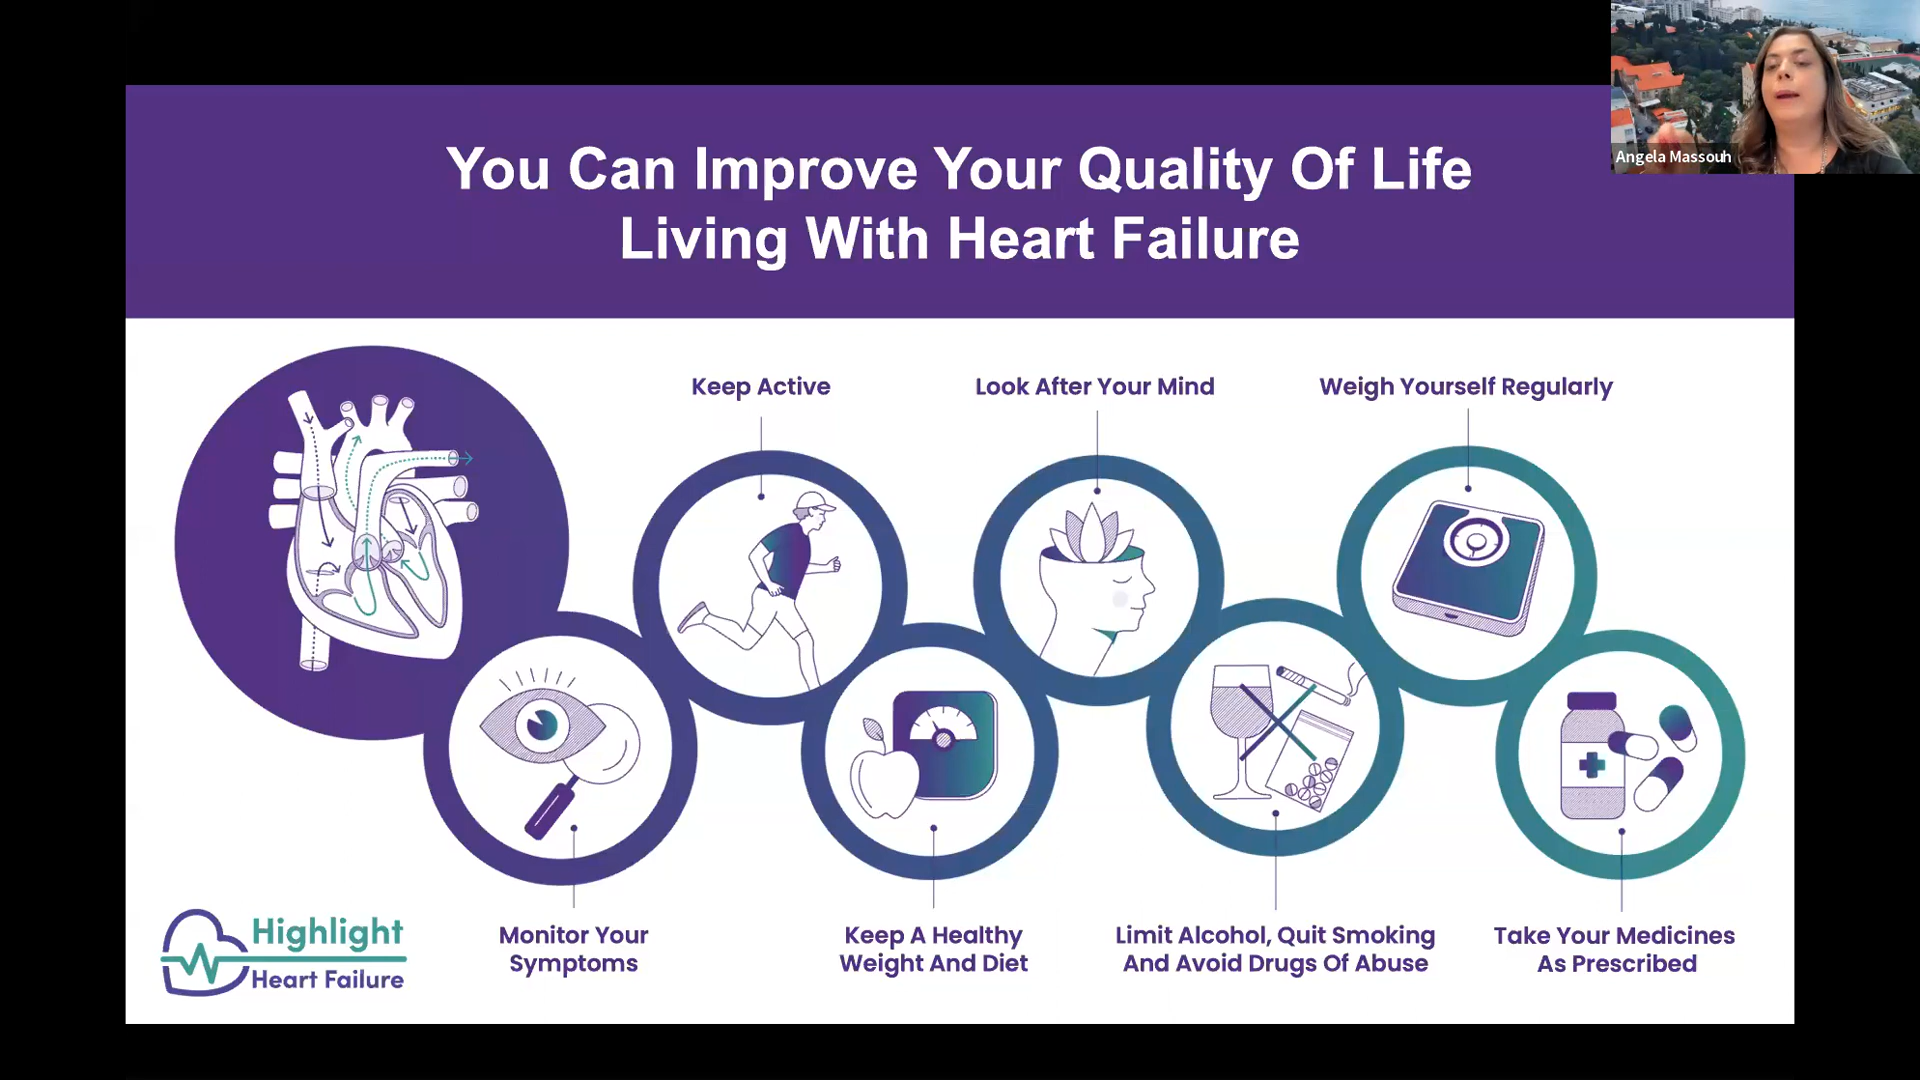 Angela Massouh
You Can Improve Your Quality Of Life
Living With Heart Failure
Keep Active
Look After Your Mind
Weigh Yourself Regularly
Monitor Your
Symptoms
Keep A Healthy
Weight And Diet
Limit Alcohol, Quit Smoking
And Avoid Drugs Of Abuse
Take Your Medicines
As Prescribed
Highlight
Heart Failure